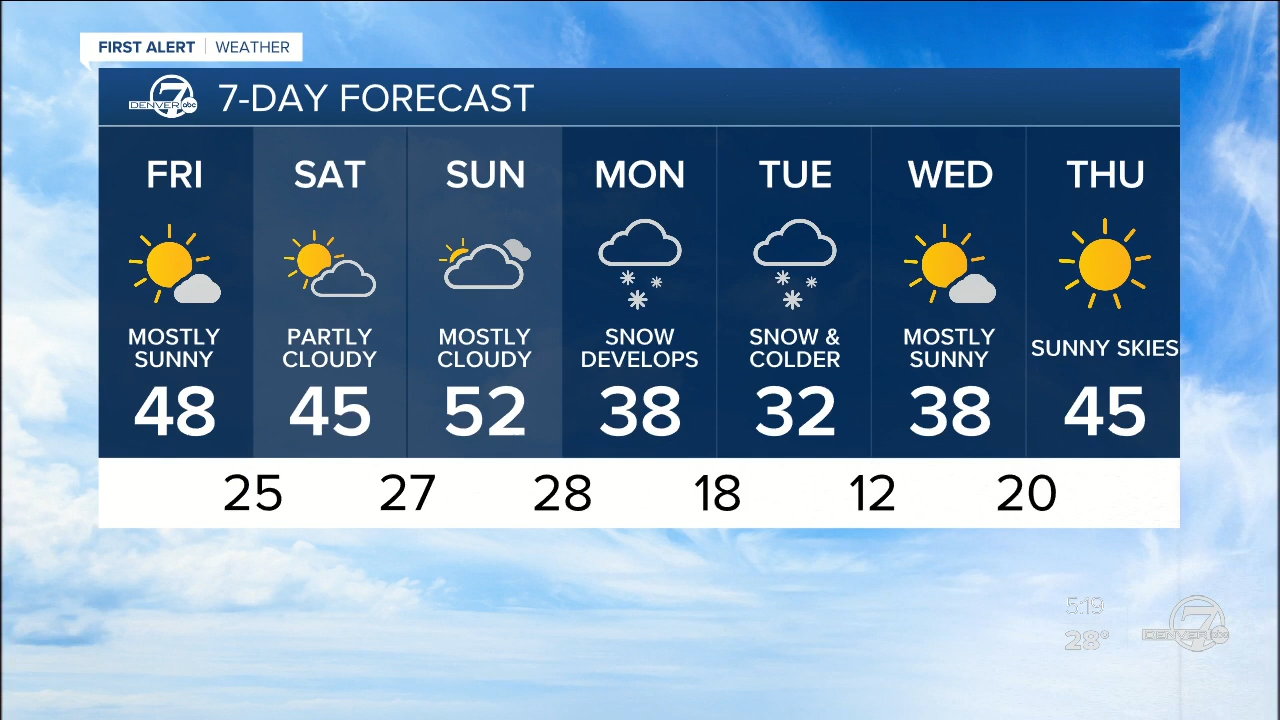 FIRST ALERT | WEATHER
DENVER 7 abc 7-DAY FORECAST
FRI SAT SUN MON TUE WED THU
MOSTLY SUNNY
PARTLY CLOUDY
MOSTLY CLOUDY
SNOW DEVELOPS
SNOW & COLDER
MOSTLY SUNNY
SUNNY SKIES
48 45 52 38 32 38 45
25 27 28 18 12 20
5:19
28°
DENVER 7 abc